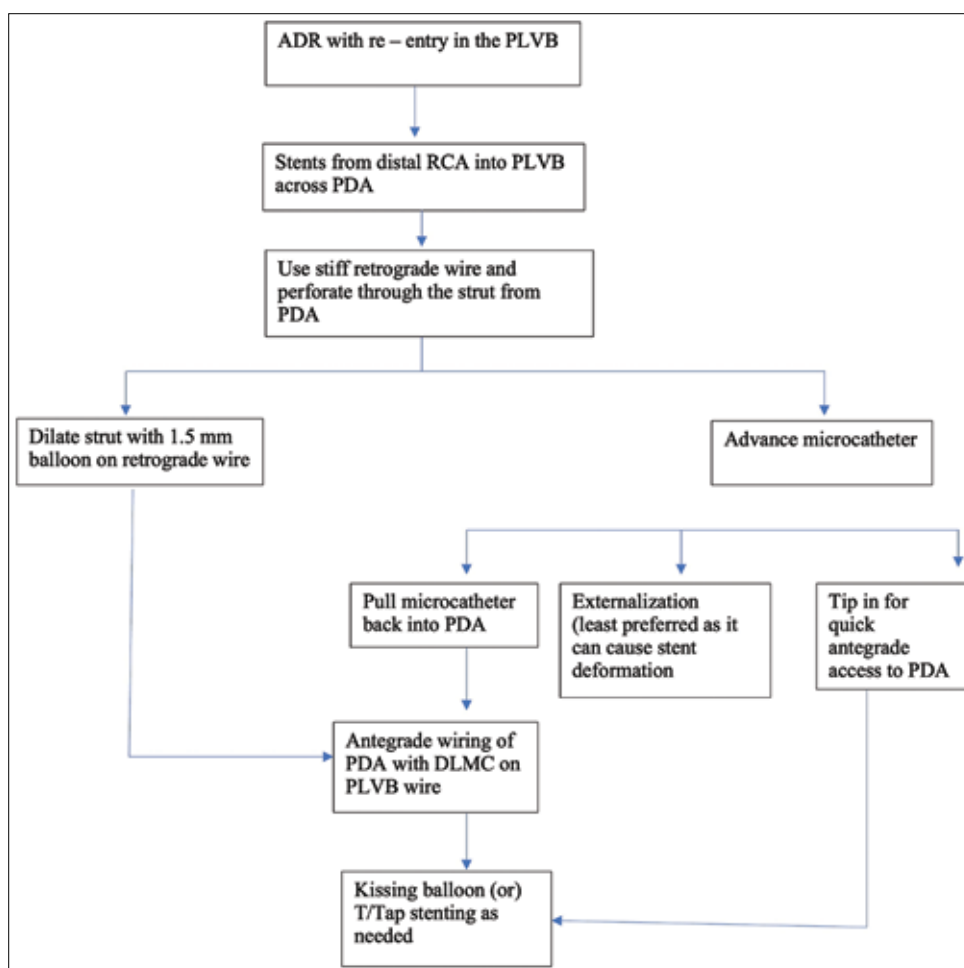 ADR with re – entry in the PLVB
Stents from distal RCA into PLVB
across PDA
Use stiff retrograde wire and
perforate through the strut from
PDA
Dilate strut with 1.5 mm
balloon on retrograde wire
Advance microcatheter
Pull microcatheter
back into PDA
Externalization
(least preferred as it
can cause stent
deformation
Tip in for
quick
antegrade
access to PDA
Antegrade wiring of
PDA with DLMC on
PLVB wire
Kissing balloon (or)
T/Tap stenting as
needed